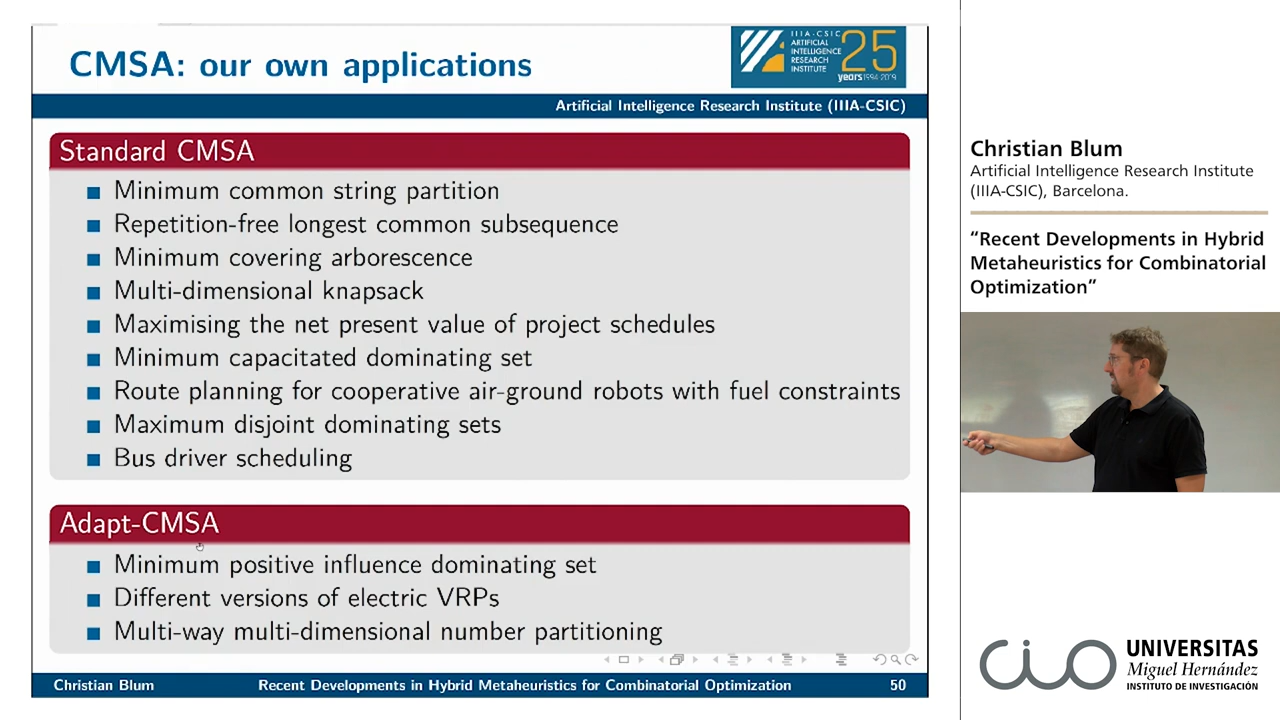 CMSA: our own applications
IIIA-CSIC
ARTIFICIAL
INTELLIGENCE
RESEARCH
INSTITUTE
25
years 1994-2019
Artificial Intelligence Research Institute (IIIA-CSIC)
Standard CMSA
Minimum common string partition
Repetition-free longest common subsequence
Minimum covering arborescence
Multi-dimensional knapsack
Maximising the net present value of project schedules
Minimum capacitated dominating set
Route planning for cooperative air-ground robots with fuel constraints
Maximum disjoint dominating sets
Bus driver scheduling
Adapt-CMSA
Minimum positive influence dominating set
Different versions of electric VRPs
Multi-way multi-dimensional number partitioning
Christian Blum Recent Developments in Hybrid Metaheuristics for Combinatorial Optimization 50
Christian Blum
Artificial Intelligence Research Institute
(IIIA-CSIC), Barcelona.
“Recent Developments in Hybrid
Metaheuristics for Combinatorial
Optimization”
cio
UNIVERSITAS
Miguel Hernández
INSTITUTO DE INVESTIGACIÓN